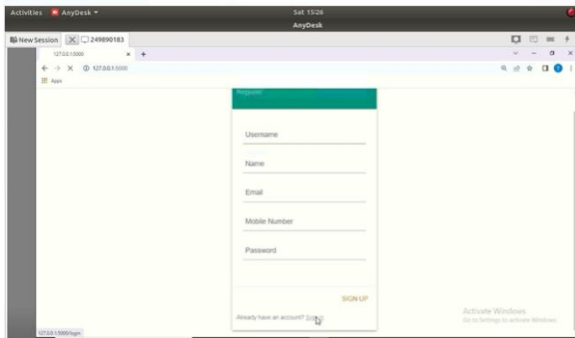 Activities AnyDesk Sat 15:26
AnyDesk
New Session 249890183
127.0.0.1:5000
127.0.0.1:5000
Apps
Register
Username
Name
Email
Mobile Number
Password
SIGN UP
Already have an account?
Activate Windows
Go to Settings to activate Windows.
127.0.0.1:5000/login